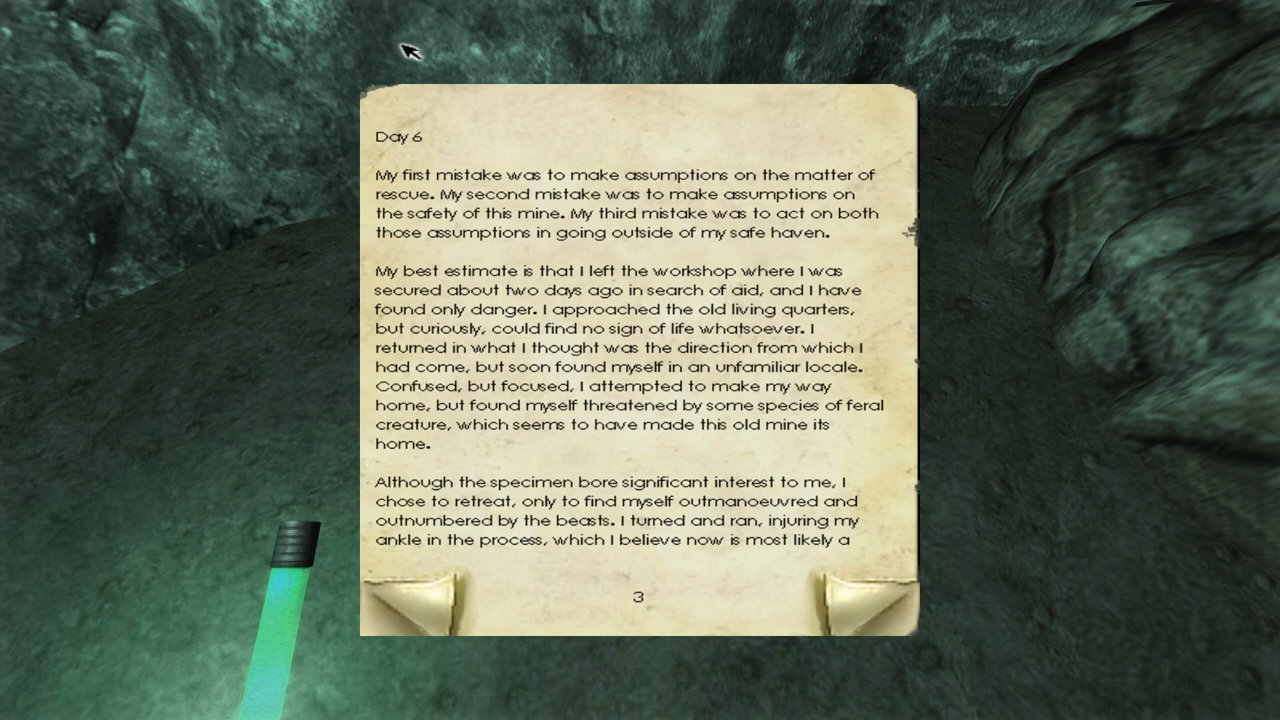 Day 6
My first mistake was to make assumptions on the matter of
rescue. My second mistake was to make assumptions on
the safety of this mine. My third mistake was to act on both
those assumptions in going outside of my safe haven.
My best estimate is that I left the workshop where I was
secured about two days ago in search of aid, and I have
found only danger. I approached the old living quarters,
but curiously, could find no sign of life whatsoever. I
returned in what I thought was the direction from which I
had come, but soon found myself in an unfamiliar locale.
Confused, but focused, I attempted to make my way
home, but found myself threatened by some species of feral
creature, which seems to have made this old mine its
home.
Although the specimen bore significant interest to me, I
chose to retreat, only to find myself outmanoeuvred and
outnumbered by the beasts. I turned and ran, injuring my
ankle in the process, which I believe now is most likely a
3